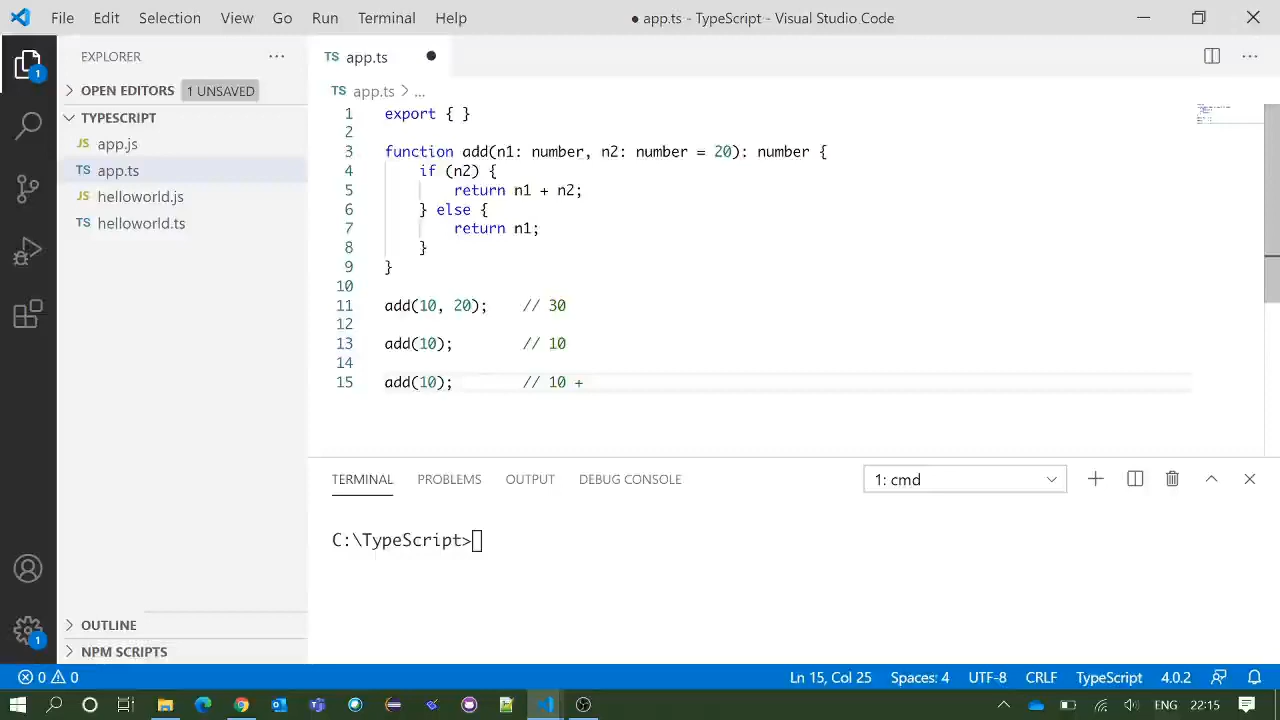 File Edit Selection View Go Run Terminal Help ● app.ts - TypeScript - Visual Studio Code
EXPLORER ···
TS app.ts ●
OPEN EDITORS 1 UNSAVED
TS app.ts > ...
TYPESCRIPT
JS app.js
TS app.ts
JS helloworld.js
TS helloworld.ts
1 export { }
2
3 function add(n1: number, n2: number = 20): number {
4 if (n2) {
5 return n1 + n2;
6 } else {
7 return n1;
8 }
9 }
10
11 add(10, 20); // 30
12
13 add(10); // 10
14
15 add(10); // 10 +
TERMINAL PROBLEMS OUTPUT DEBUG CONSOLE 1: cmd
C:\TypeScript>
OUTLINE
NPM SCRIPTS
1
1
0 0 Ln 15, Col 25 Spaces: 4 UTF-8 CRLF TypeScript 4.0.2
ENG 22:15